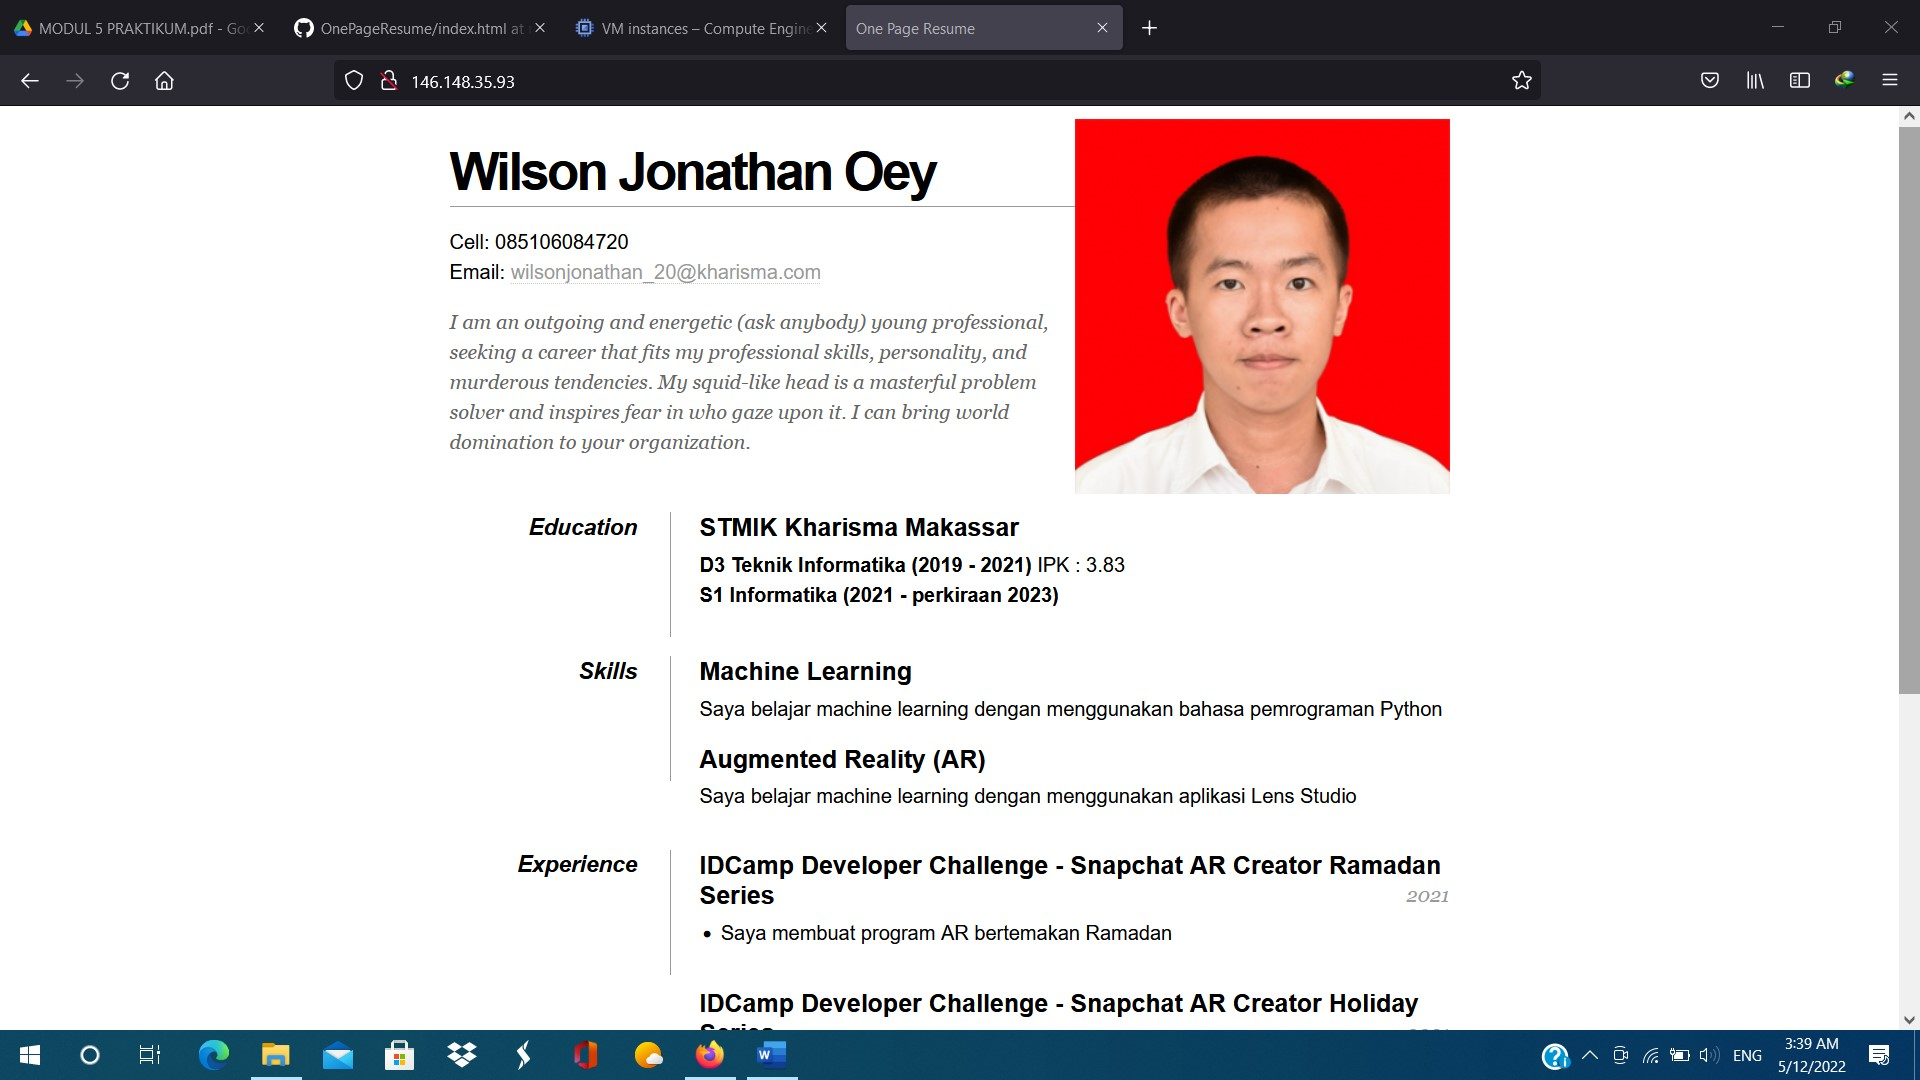 MODUL 5 PRAKTIKUM.pdf - Goo
OnePageResume/index.html at
VM instances – Compute Engine
One Page Resume
146.148.35.93
Wilson Jonathan Oey
Cell: 085106084720
Email: wilsonjonathan_20@kharisma.com
I am an outgoing and energetic (ask anybody) young professional,
seeking a career that fits my professional skills, personality, and
murderous tendencies. My squid-like head is a masterful problem
solver and inspires fear in who gaze upon it. I can bring world
domination to your organization.
Education
STMIK Kharisma Makassar
D3 Teknik Informatika (2019 - 2021) IPK : 3.83
S1 Informatika (2021 - perkiraan 2023)
Skills
Machine Learning
Saya belajar machine learning dengan menggunakan bahasa pemrograman Python
Augmented Reality (AR)
Saya belajar machine learning dengan menggunakan aplikasi Lens Studio
Experience
IDCamp Developer Challenge - Snapchat AR Creator Ramadan
Series
2021
• Saya membuat program AR bertemakan Ramadan
IDCamp Developer Challenge - Snapchat AR Creator Holiday
Series
ENG
3:39 AM
5/12/2022